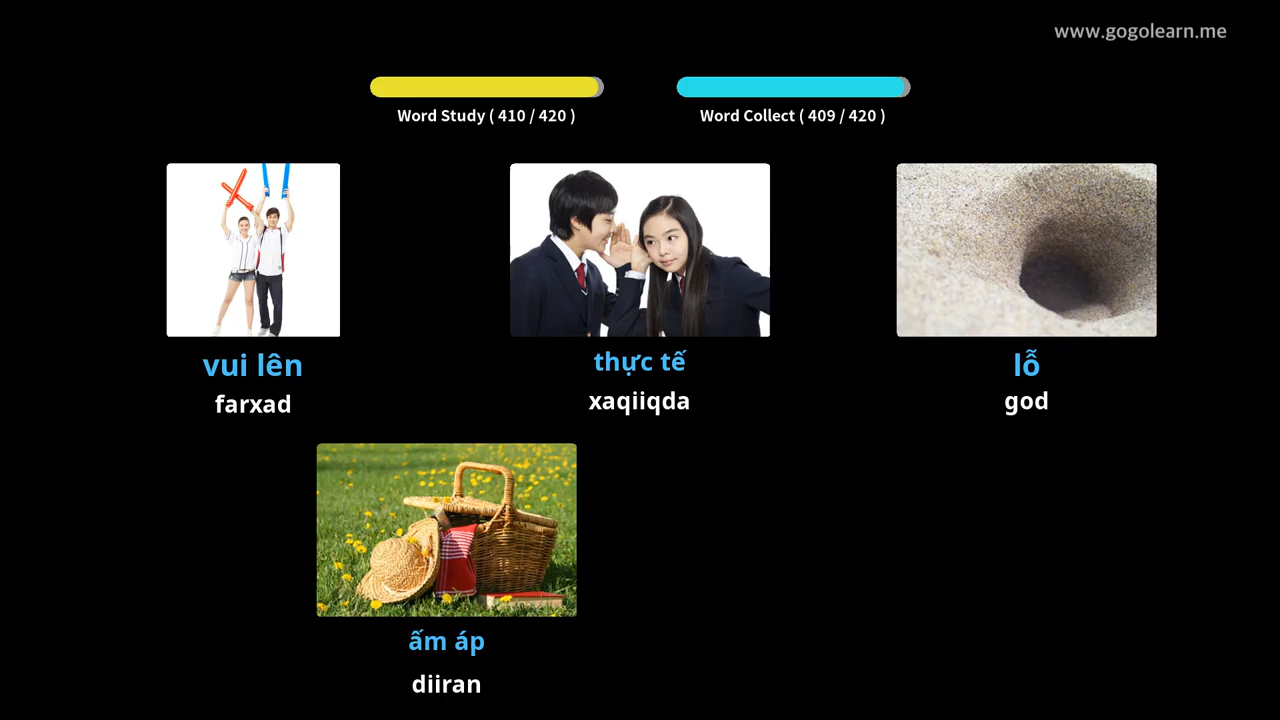 www.gogolearn.me
Word Study ( 410 / 420 )
Word Collect ( 409 / 420 )
vui lên
farxad
thực tế
xaqiiqda
lỗ
god
ấm áp
diiran